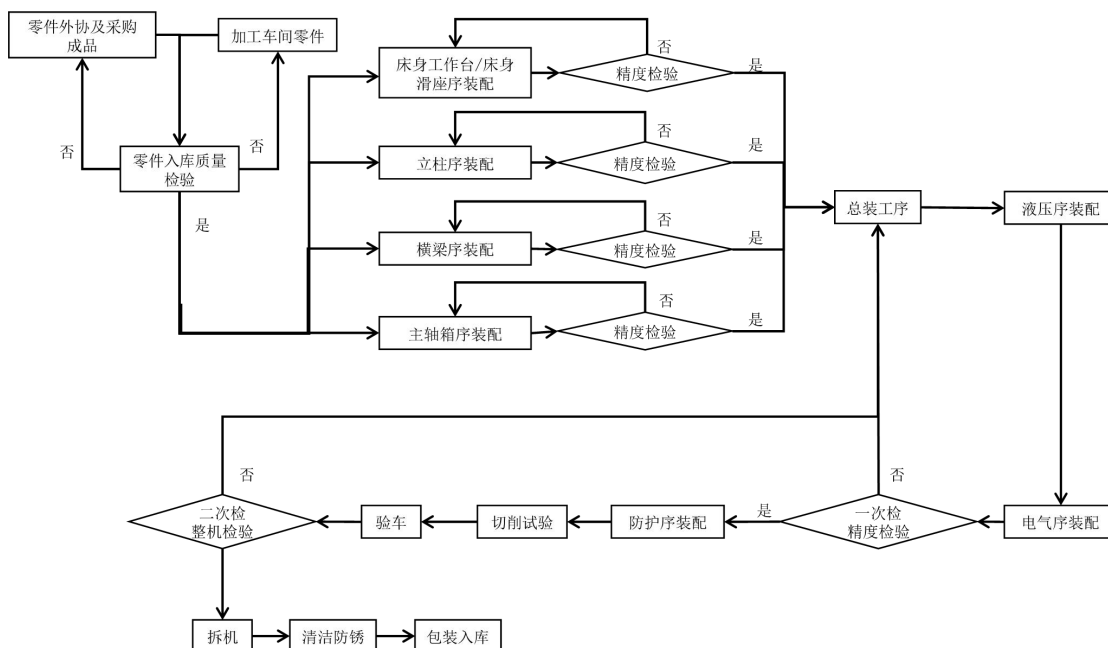 零件外协及采购
成品
加工车间零件
否
否
零件入库质量
检验
是
床身工作台/床身
滑座序装配
否
精度检验
是
立柱序装配
否
精度检验
是
横梁序装配
否
精度检验
是
主轴箱序装配
否
精度检验
是
总装工序
液压序装配
电气序装配
否
一次检
精度检验
是
防护序装配
切削试验
验车
否
二次检
整机检验
拆机
清洁防锈
包装入库